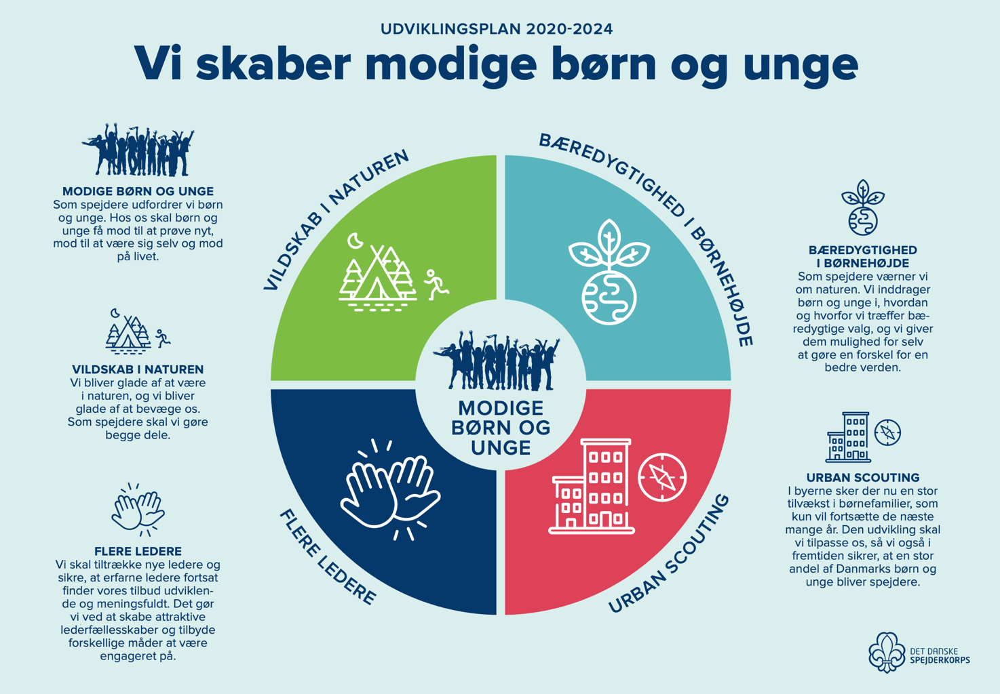 UDVIKLINGSPLAN 2020-2024
Vi skaber modige børn og unge
MODIGE BØRN OG UNGE
Som spejdere udfordrer vi børn
og unge. Hos os skal børn og
unge få mod til at prøve nyt,
mod til at være sig selv og mod
på livet.
VILDSKAB I NATUREN
Vi bliver glade af at være
i naturen, og vi bliver
glade af at bevæge os.
Som spejdere skal vi gøre
begge dele.
FLERE LEDERE
Vi skal tiltrække nye ledere og
sikre, at erfarne ledere fortsat
finder vores tilbud udviklen-
de og meningsfuldt. Det gør
vi ved at skabe attraktive
lederfællesskaber og tilbyde
forskellige måder at være
engageret på.
VILDSKAB I NATUREN
BÆREDYGTIGHED I BØRNEHØJDE
MODIGE
BØRN OG
UNGE
FLERE LEDERE
URBAN SCOUTING
BÆREDYGTIGHED
I BØRNEHØJDE
Som spejdere værner vi
om naturen. Vi inddrager
børn og unge i, hvordan
og hvorfor vi træffer bæ-
redygtige valg, og vi giver
dem mulighed for selv
at gøre en forskel for en
bedre verden.
URBAN SCOUTING
I byerne sker der nu en stor
tilvækst i børnefamilier, som
kun vil fortsætte de næste
mange år. Den udvikling skal
vi tilpasse os, så vi også i
fremtiden sikrer, at en stor
andel af Danmarks børn og
unge bliver spejdere.
DET DANSKE
SPEJDERKORPS